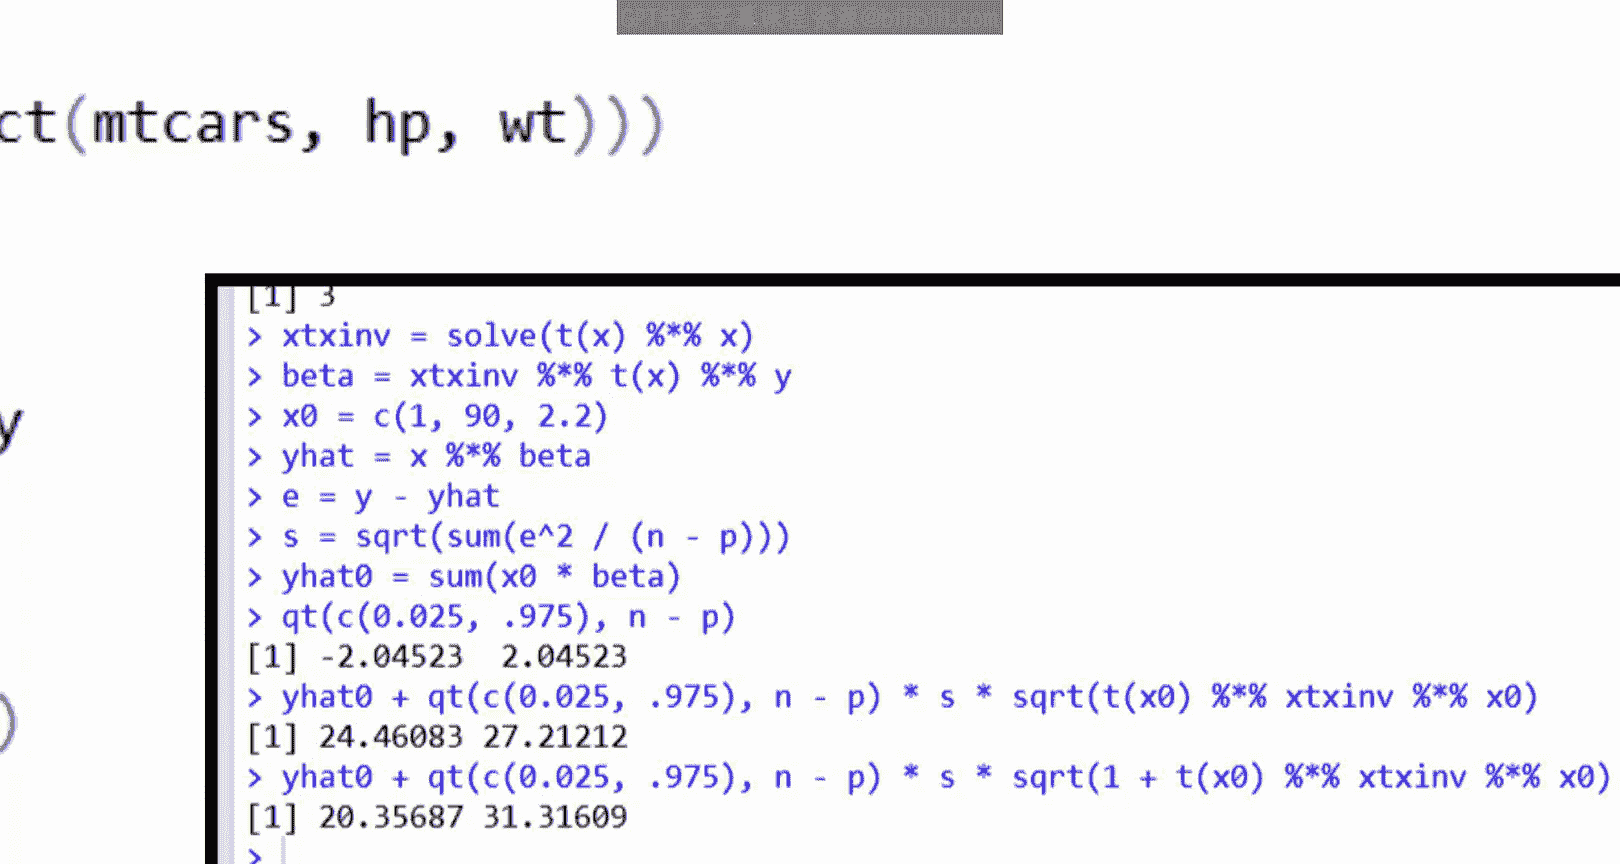 ct(mtcars, hp, wt)))
y
)
[1] 3
> xtxinv = solve(t(x) %*% x)
> beta = xtxinv %*% t(x) %*% y
> x0 = c(1, 90, 2.2)
> yhat = x %*% beta
> e = y - yhat
> s = sqrt(sum(e^2 / (n - p)))
> yhat0 = sum(x0 * beta)
> qt(c(0.025, .975), n - p)
[1] -2.04523  2.04523
> yhat0 + qt(c(0.025, .975), n - p) * s * sqrt(t(x0) %*% xtxinv %*% x0)
[1] 24.46083 27.21212
> yhat0 + qt(c(0.025, .975), n - p) * s * sqrt(1 + t(x0) %*% xtxinv %*% x0)
[1] 20.35687 31.31609
>